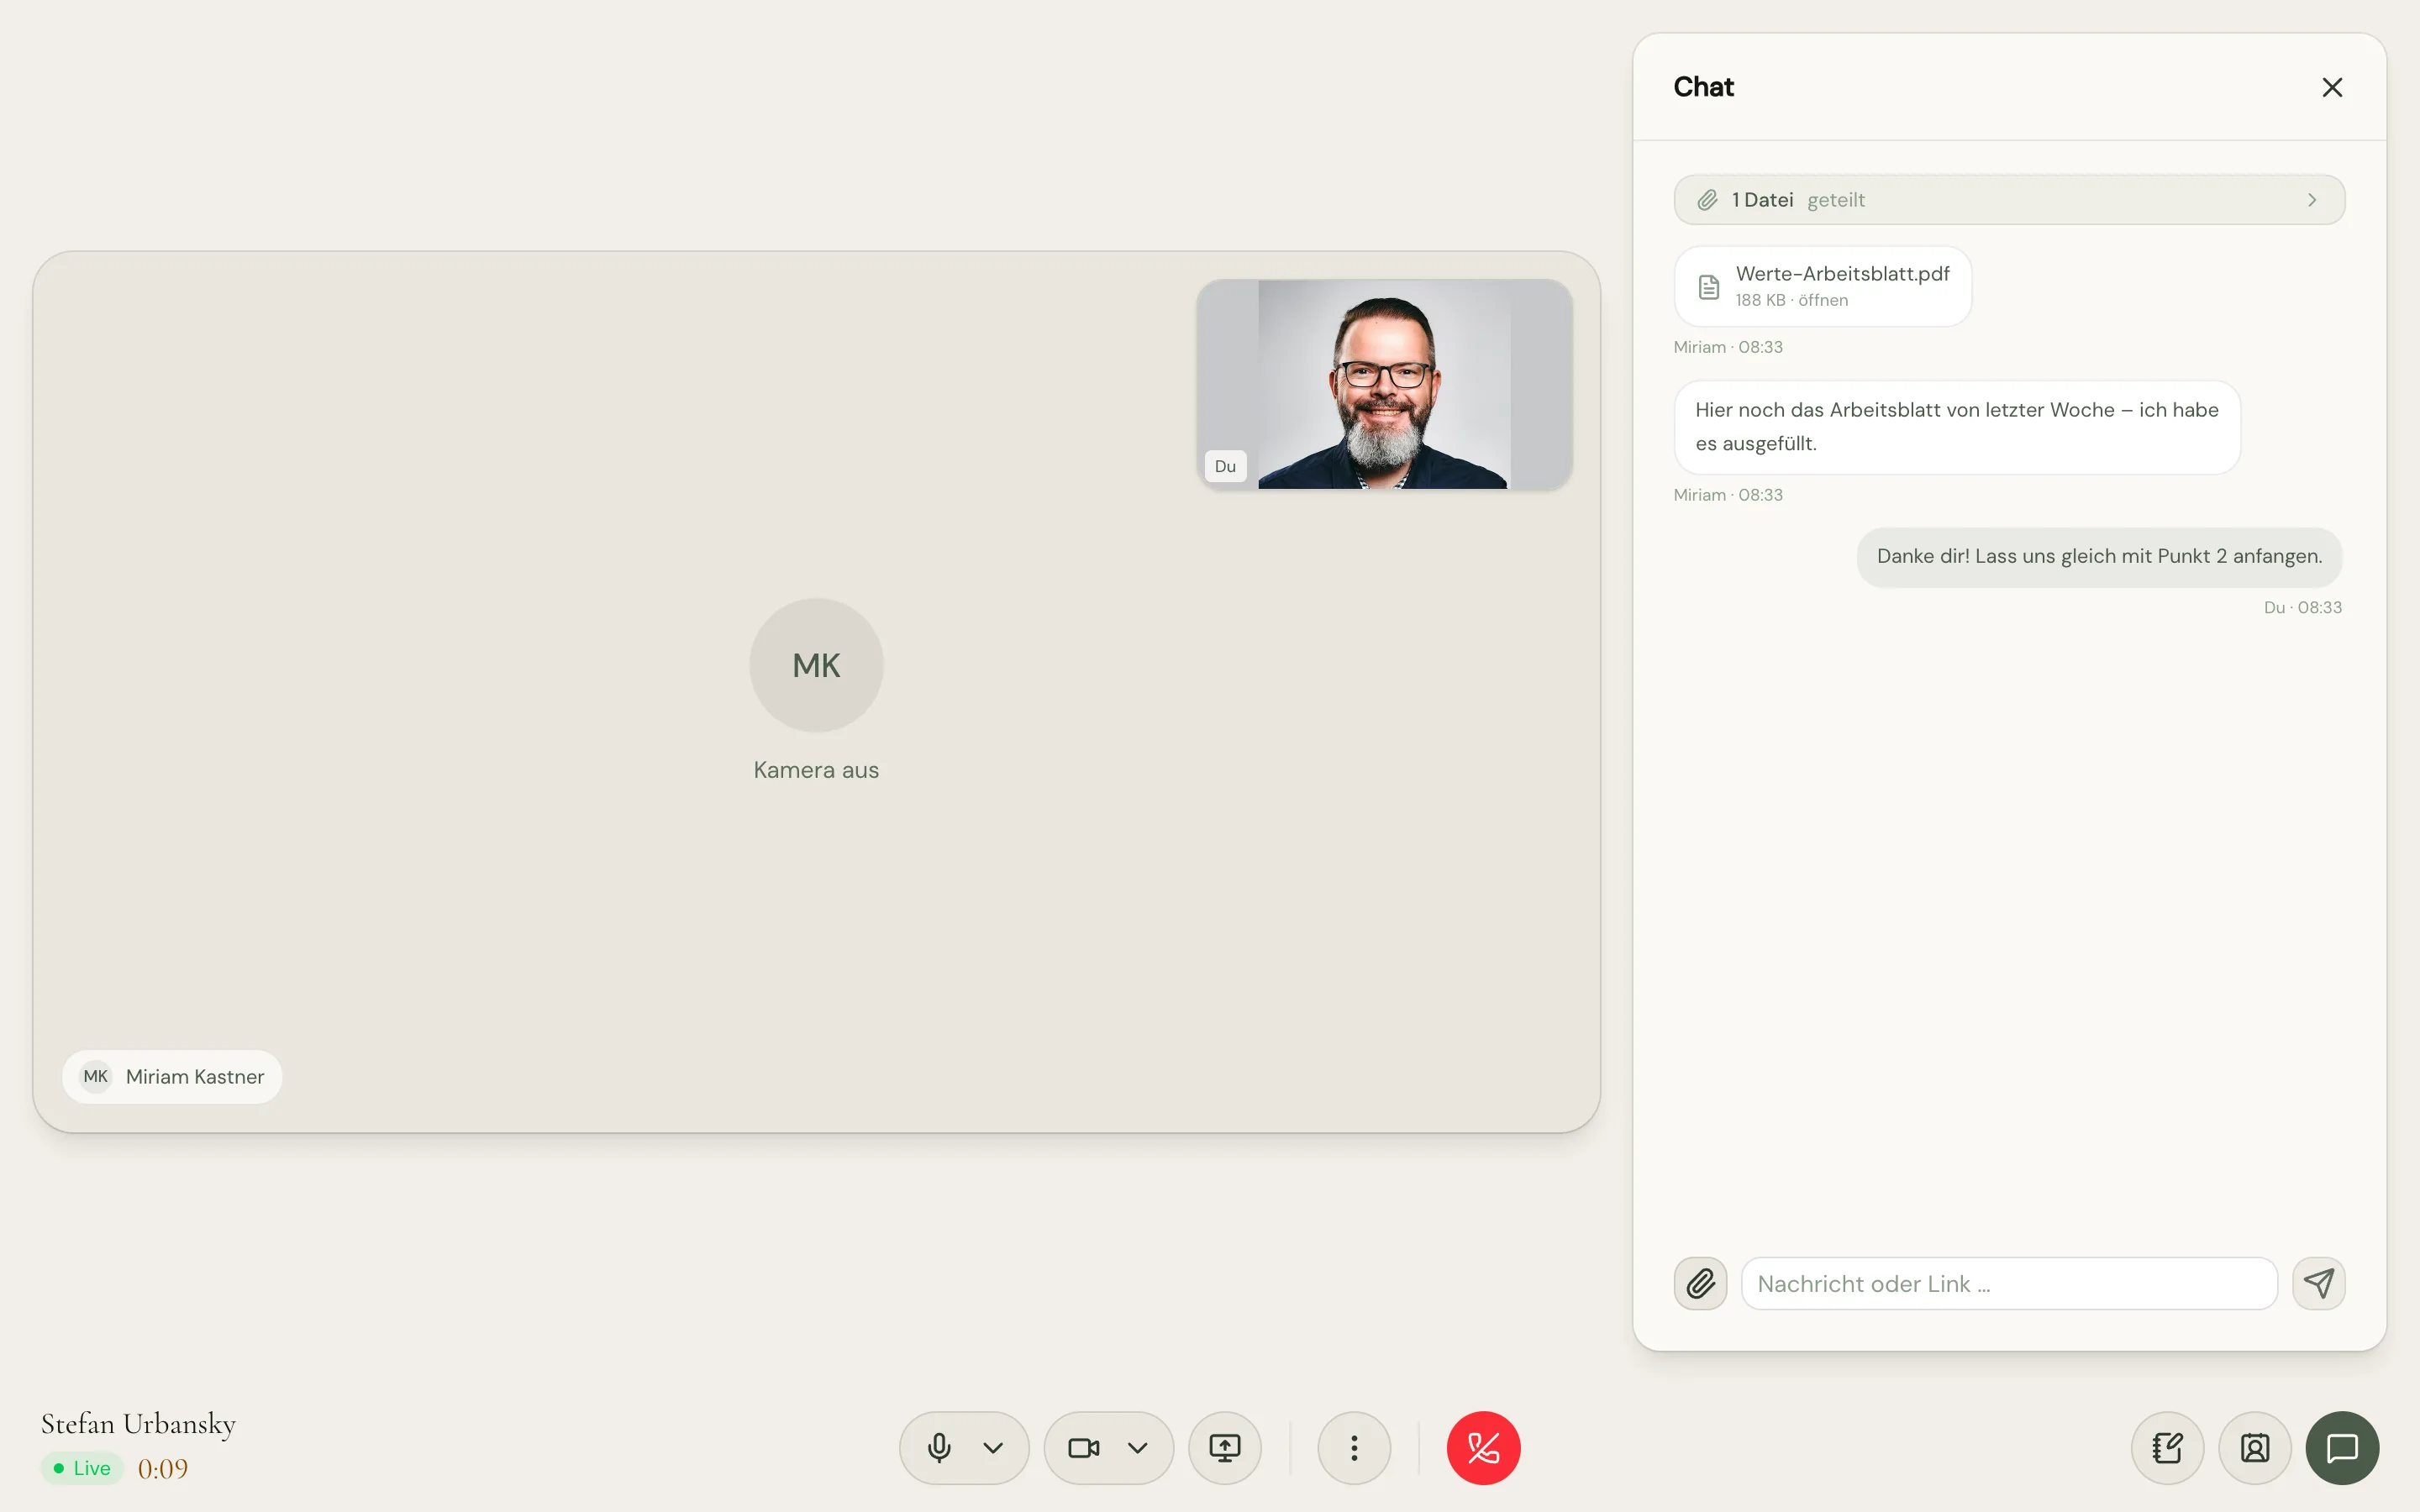 Du
MK
Kamera aus
MK Miriam Kastner
Chat
1 Datei geteilt
Werte-Arbeitsblatt.pdf
188 KB · öffnen
Miriam · 08:33
Hier noch das Arbeitsblatt von letzter Woche – ich habe
es ausgefüllt.
Miriam · 08:33
Danke dir! Lass uns gleich mit Punkt 2 anfangen.
Du · 08:33
Nachricht oder Link ...
Stefan Urbansky
Live 0:09